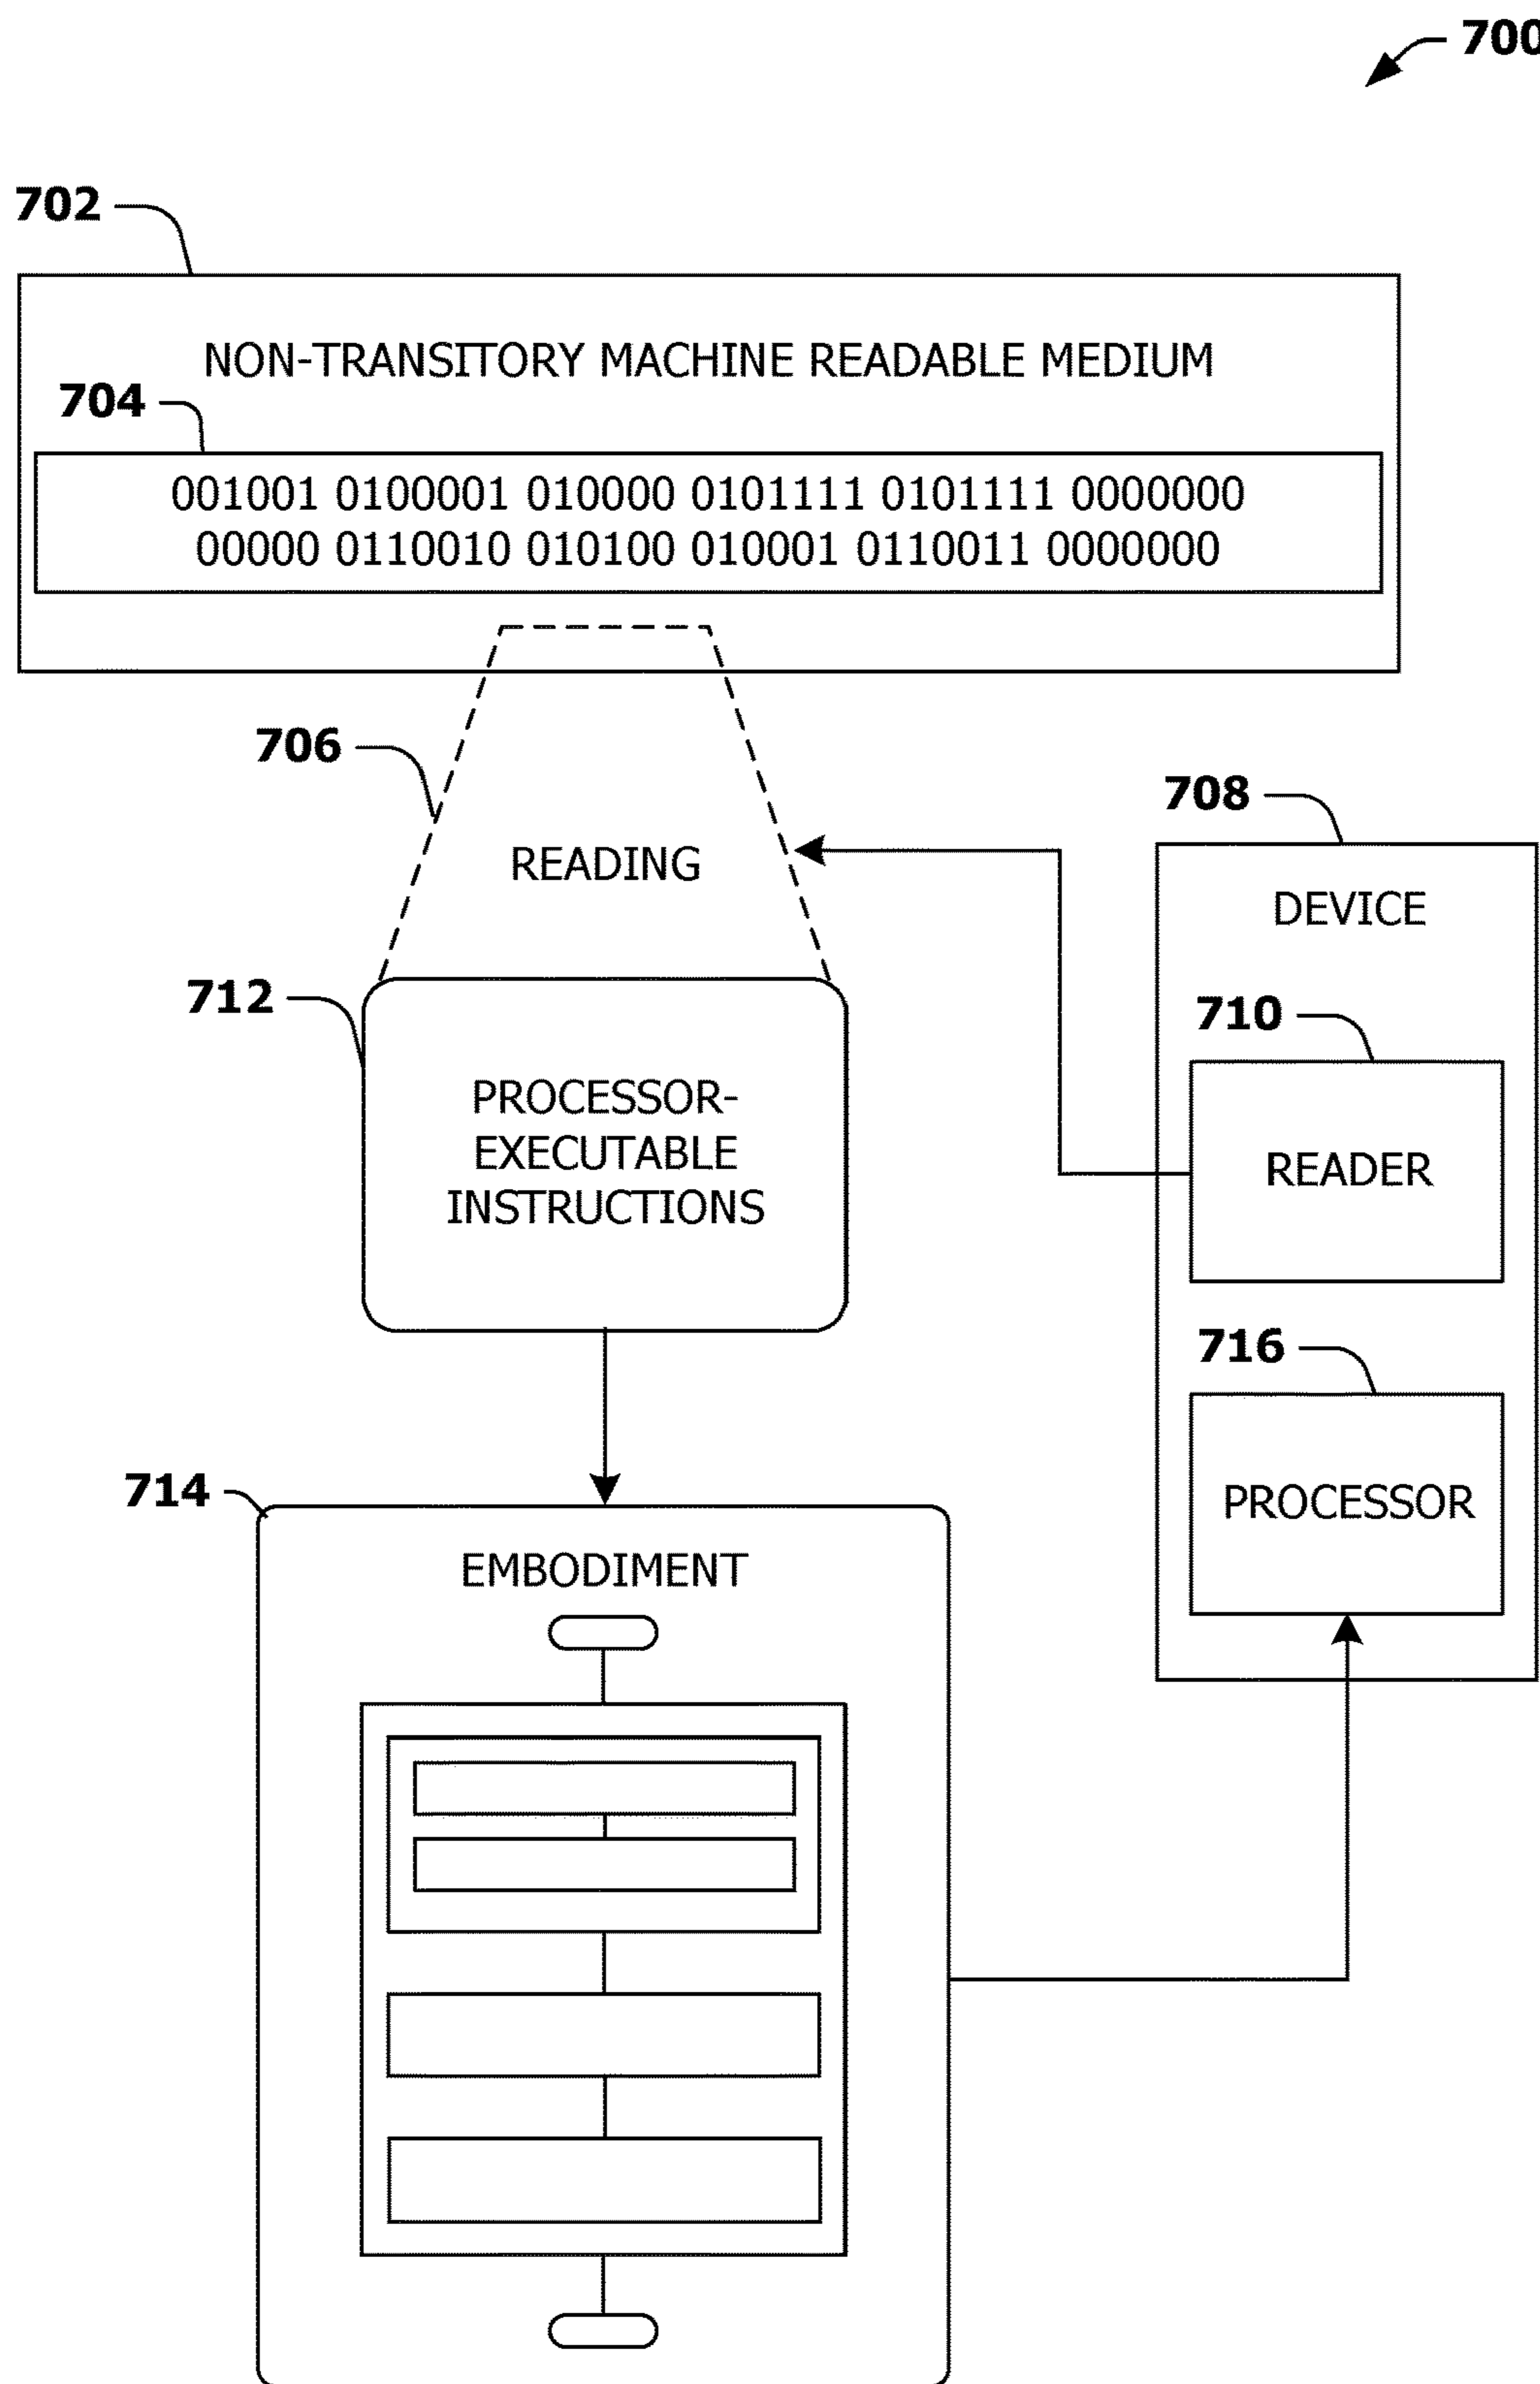 700
702
NON-TRANSITORY MACHINE READABLE MEDIUM
704
001001 0100001 010000 0101111 0101111 0000000
00000 0110010 010100 010001 0110011 0000000
706
READING
708
DEVICE
710
READER
712
PROCESSOR-
EXECUTABLE
INSTRUCTIONS
716
PROCESSOR
714
EMBODIMENT